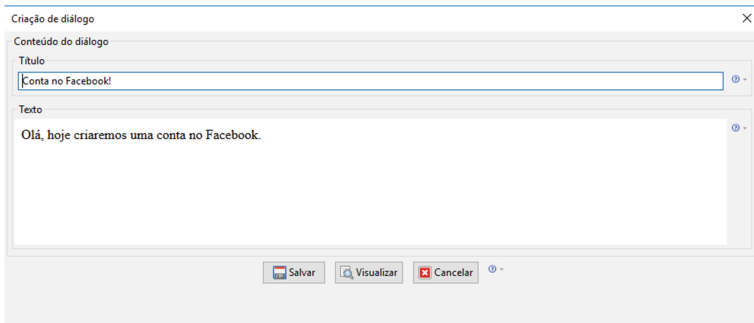 Criação de diálogo
Conteúdo do diálogo
Título
Conta no Facebook!
Texto
Olá, hoje criaremos uma conta no Facebook.
Salvar Visualizar Cancelar